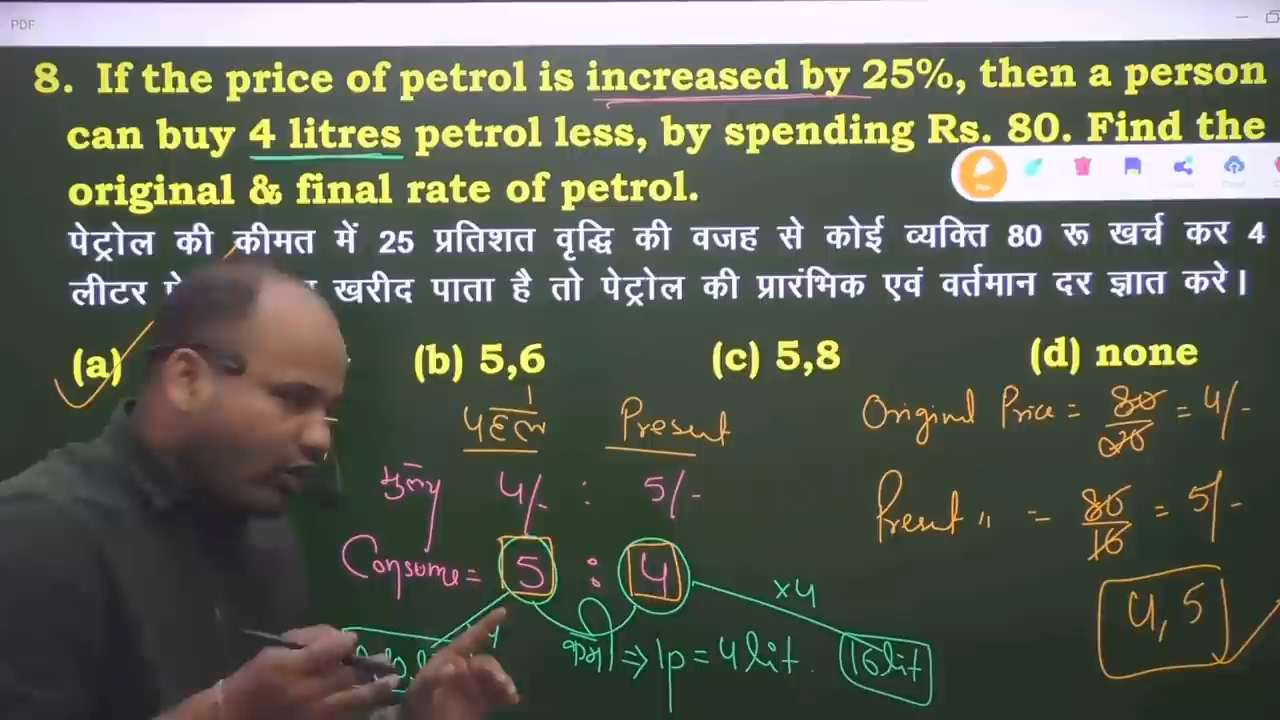 PDF
8. If the price of petrol is increased by 25%, then a person
can buy 4 litres petrol less, by spending Rs. 80. Find the
original & final rate of petrol.
पेट्रोल की कीमत में 25 प्रतिशत वृद्धि की वजह से कोई व्यक्ति 80 रू खर्च कर 4
लीटर खरीद पाता है तो पेट्रोल की प्रारंभिक एवं वर्तमान दर ज्ञात करे।
(a) (b) 5,6 (c) 5,8 (d) none
पहले Present
मुल्य 4/- : 5/-
Consume = 5 : 4
×4
कमी ⇒ 1p = 4 lit. 16 lit
Original Price = 80/20 = 4/-
Present " = 80/16 = 5/-
4, 5